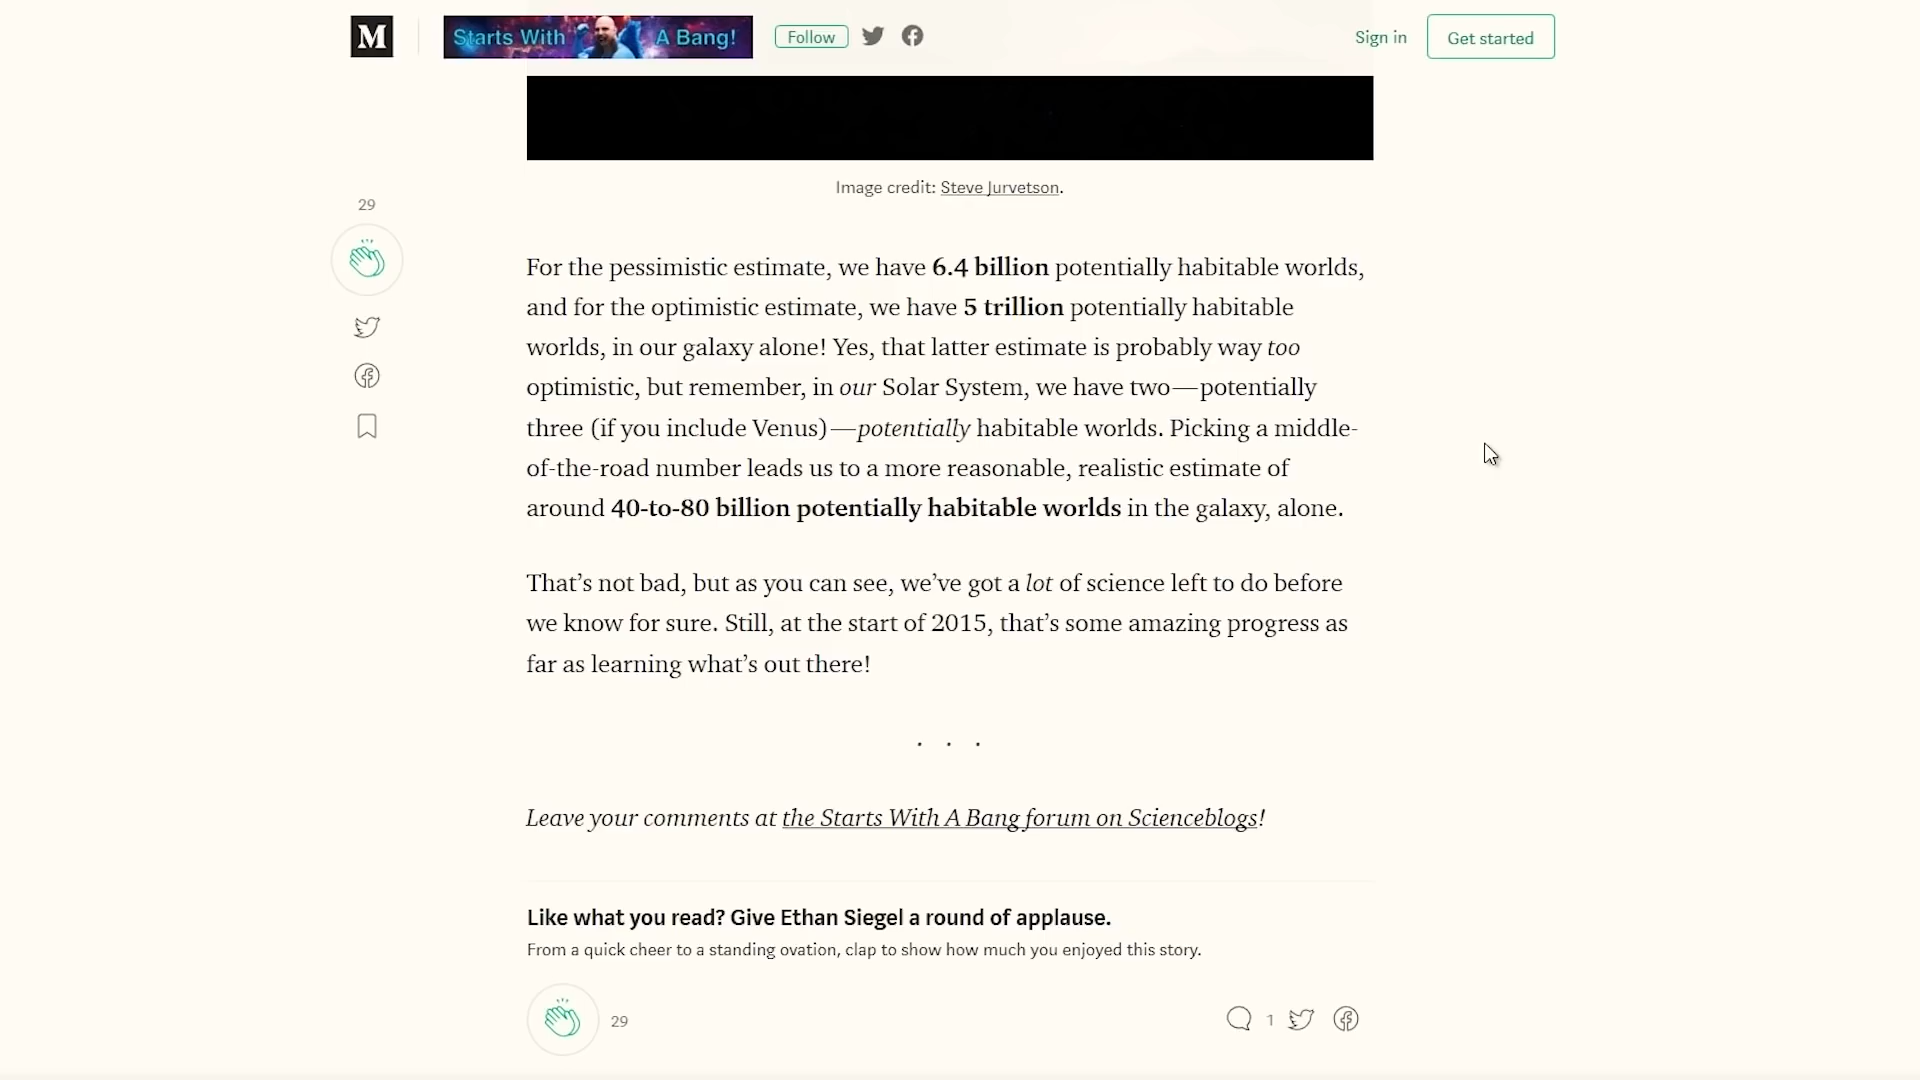 M
Starts With A Bang!
Follow
Sign in
Get started
Image credit: Steve Jurvetson.
29
For the pessimistic estimate, we have 6.4 billion potentially habitable worlds,
and for the optimistic estimate, we have 5 trillion potentially habitable
worlds, in our galaxy alone! Yes, that latter estimate is probably way too
optimistic, but remember, in our Solar System, we have two—potentially
three (if you include Venus)—potentially habitable worlds. Picking a middle-
of-the-road number leads us to a more reasonable, realistic estimate of
around 40-to-80 billion potentially habitable worlds in the galaxy, alone.
That’s not bad, but as you can see, we’ve got a lot of science left to do before
we know for sure. Still, at the start of 2015, that’s some amazing progress as
far as learning what’s out there!
. . .
Leave your comments at the Starts With A Bang forum on Scienceblogs!
Like what you read? Give Ethan Siegel a round of applause.
From a quick cheer to a standing ovation, clap to show how much you enjoyed this story.
29
1